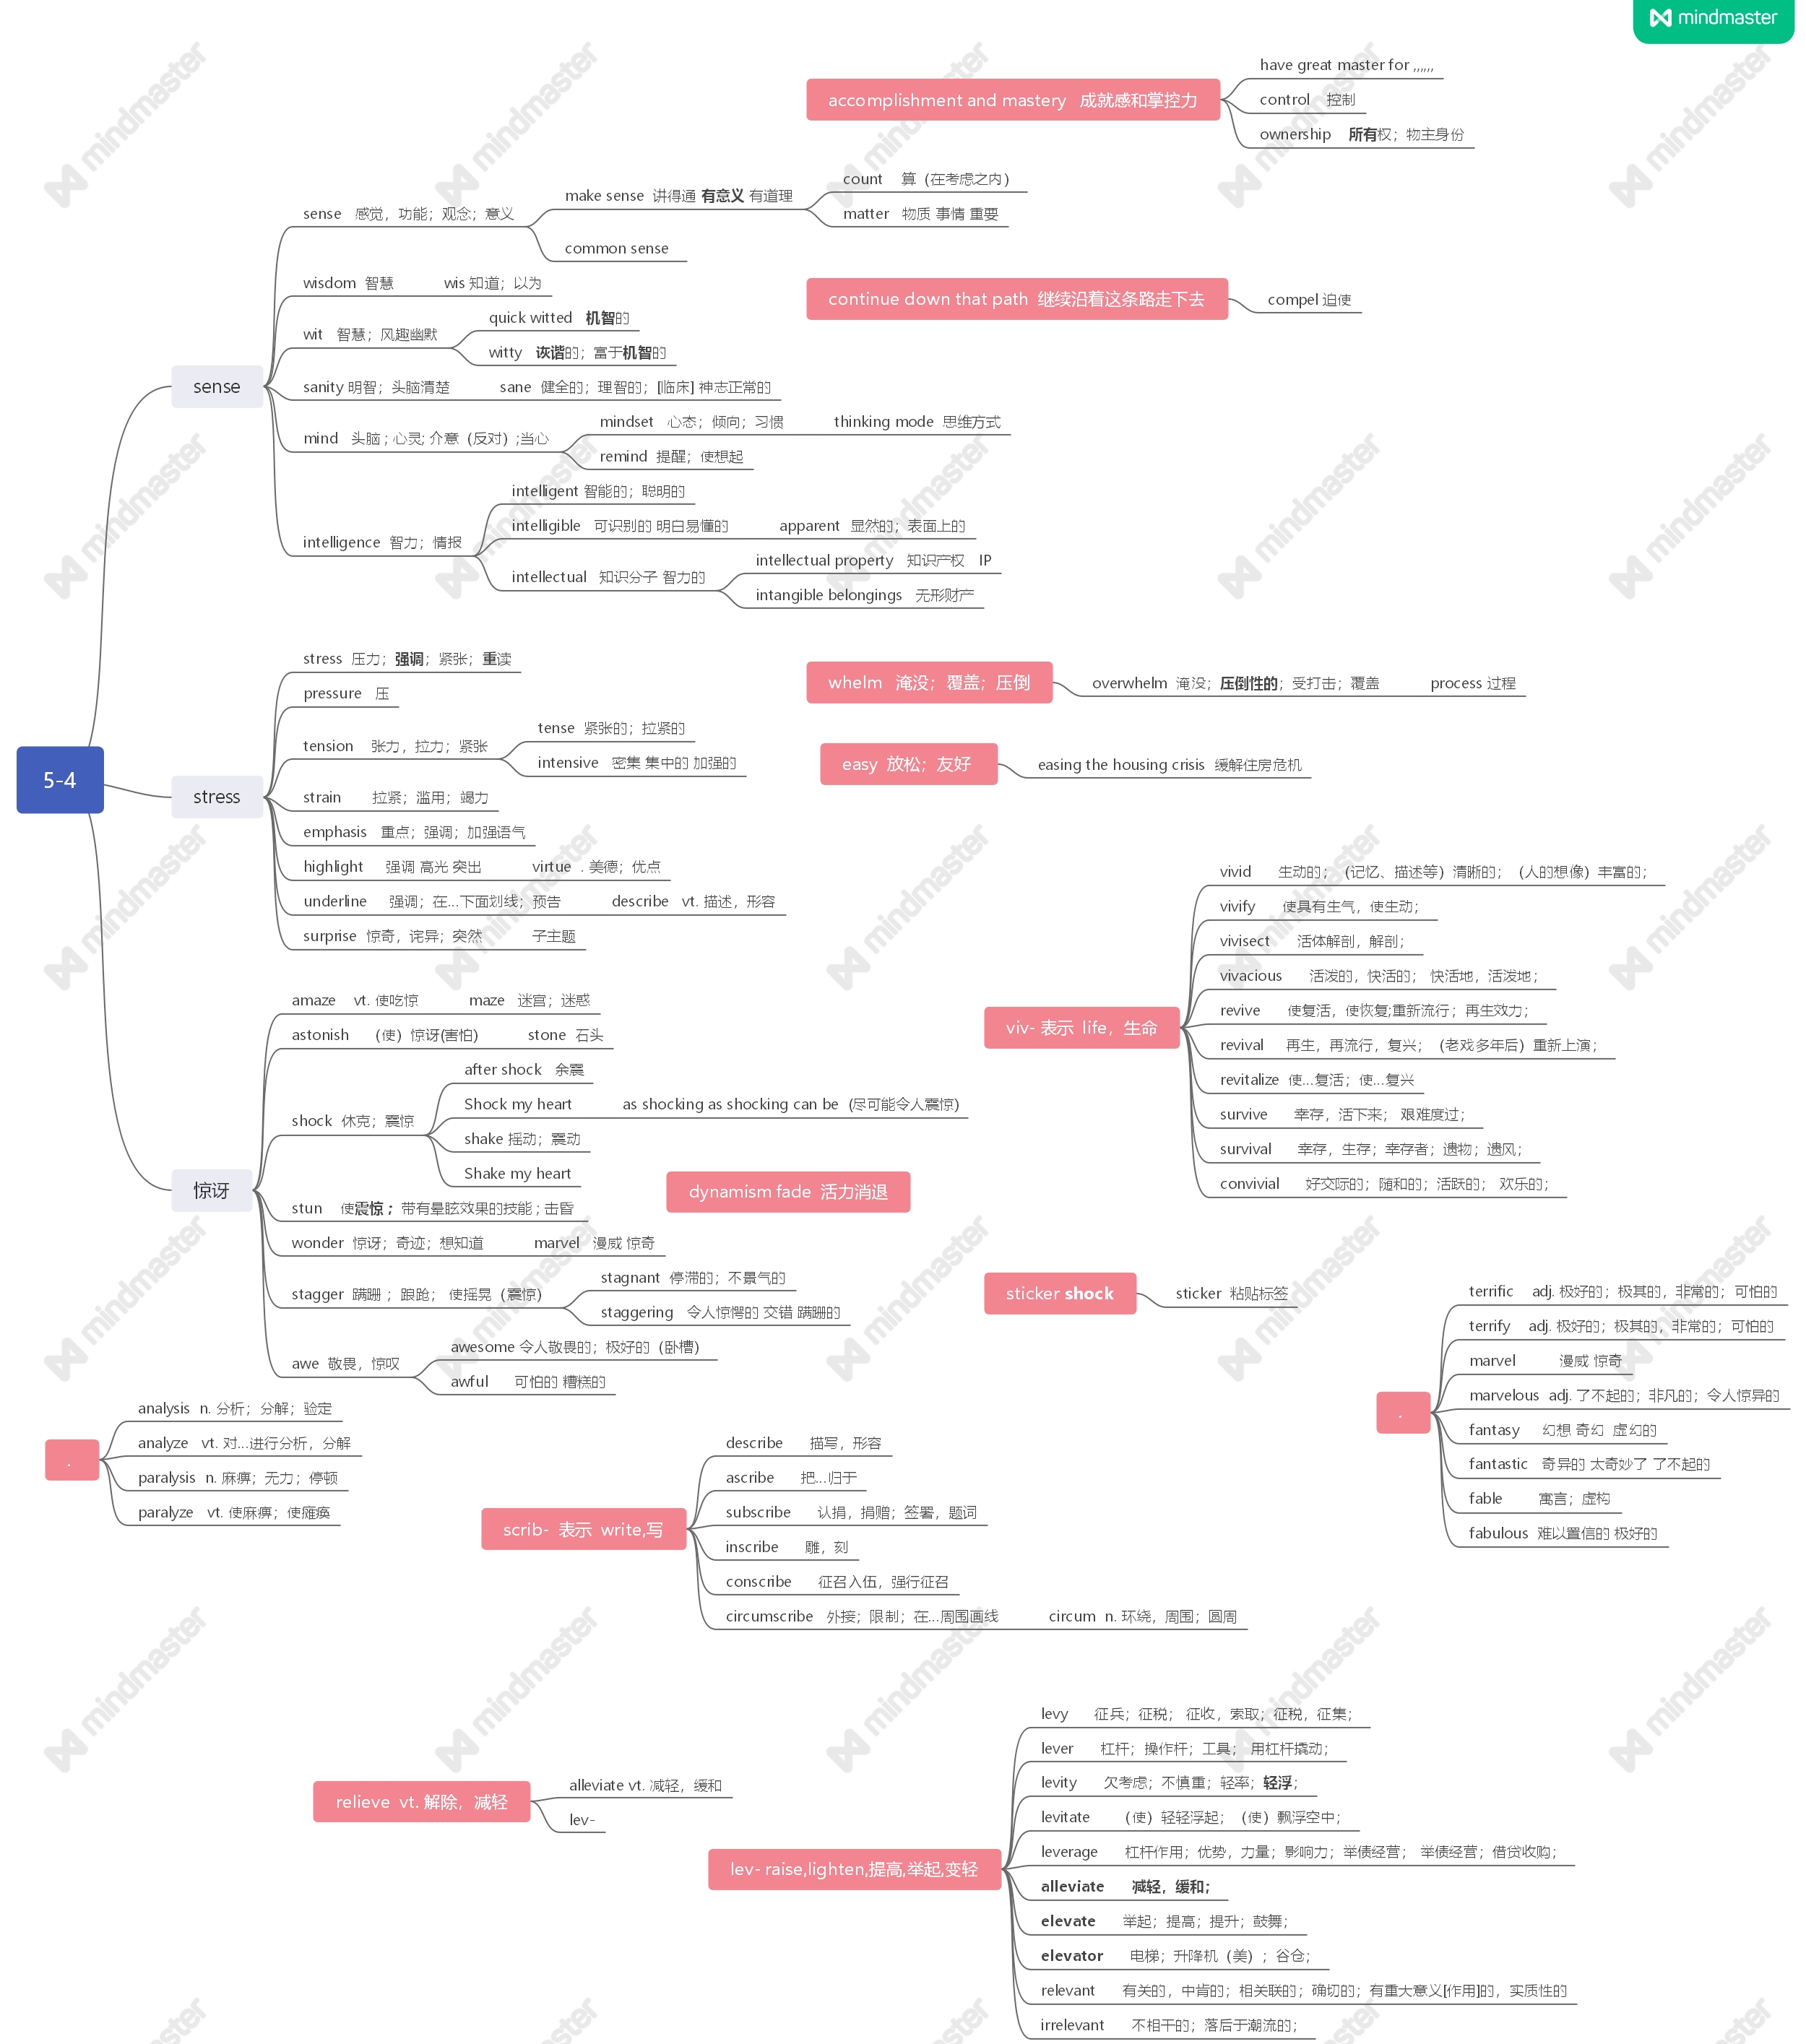 mindmaster
accomplishment and mastery 成就感和掌控力
have great master for ,,,,,,
control 控制
ownership 所有权；物主身份
5-4
sense
sense 感觉，功能；观念；意义
make sense 讲得通 有意义 有道理
count 算（在考虑之内）
matter 物质 事情 重要
common sense
wisdom 智慧
wis 知道；以为
wit 智慧；风趣幽默
quick witted 机智的
witty 诙谐的；富于机智的
sanity 明智；头脑清楚
sane 健全的；理智的；[临床] 神志正常的
mind 头脑 ; 心灵; 介意（反对）;当心
mindset 心态；倾向；习惯
thinking mode 思维方式
remind 提醒；使想起
intelligence 智力；情报
intelligent 智能的；聪明的
intelligible 可识别的 明白易懂的
apparent 显然的；表面上的
intellectual 知识分子 智力的
intellectual property 知识产权 IP
intangible belongings 无形财产
continue down that path 继续沿着这条路走下去
compel 迫使
stress
stress 压力；强调；紧张；重读
pressure 压
tension 张力，拉力；紧张
tense 紧张的；拉紧的
intensive 密集 集中的 加强的
strain 拉紧；滥用；竭力
emphasis 重点；强调；加强语气
highlight 强调 高光 突出
virtue . 美德；优点
underline 强调；在...下面划线；预告
describe vt. 描述，形容
surprise 惊奇，诧异；突然
子主题
whelm 淹没；覆盖；压倒
overwhelm 淹没；压倒性的；受打击；覆盖
process 过程
easy 放松；友好
easing the housing crisis 缓解住房危机
惊讶
amaze vt. 使吃惊
maze 迷宫；迷惑
astonish （使）惊讶(害怕)
stone 石头
shock 休克；震惊
after shock 余震
Shock my heart
as shocking as shocking can be（尽可能令人震惊）
shake 摇动；震动
Shake my heart
stun 使震惊 ；带有晕眩效果的技能 ; 击昏
wonder 惊讶；奇迹；想知道
marvel 漫威 惊奇
stagger 蹒跚 ；踉跄； 使摇晃（震惊）
stagnant 停滞的；不景气的
staggering 令人惊愕的 交错 蹒跚的
awe 敬畏，惊叹
awesome 令人敬畏的；极好的（卧槽）
awful 可怕的 糟糕的
dynamism fade 活力消退
viv- 表示 life，生命
vivid 生动的；（记忆、描述等）清晰的；（人的想像）丰富的；
vivify 使具有生气，使生动；
vivisect 活体解剖，解剖；
vivacious 活泼的，快活的； 快活地，活泼地；
revive 使复活，使恢复;重新流行；再生效力；
revival 再生，再流行，复兴；（老戏多年后）重新上演；
revitalize 使...复活；使...复兴
survive 幸存，活下来； 艰难度过；
survival 幸存，生存；幸存者；遗物；遗风；
convivial 好交际的；随和的；活跃的； 欢乐的；
sticker shock
sticker 粘贴标签
.
terrific adj. 极好的；极其的，非常的；可怕的
terrify adj. 极好的；极其的，非常的；可怕的
marvel 漫威 惊奇
marvelous adj. 了不起的；非凡的；令人惊异的
fantasy 幻想 奇幻 虚幻的
fantastic 奇异的 太奇妙了 了不起的
fable 寓言；虚构
fabulous 难以置信的 极好的
.
analysis n. 分析；分解；验定
analyze vt. 对...进行分析，分解
paralysis n. 麻痹；无力；停顿
paralyze vt. 使麻痹；使瘫痪
scrib- 表示 write,写
describe 描写，形容
ascribe 把...归于
subscribe 认捐，捐赠；签署，题词
inscribe 雕，刻
conscribe 征召入伍，强行征召
circumscribe 外接；限制；在...周围画线
circum n. 环绕，周围；圆周
relieve vt. 解除，减轻
alleviate vt. 减轻，缓和
lev-
lev- raise,lighten,提高,举起,变轻
levy 征兵；征税； 征收，索取；征税，征集；
lever 杠杆；操作杆；工具； 用杠杆撬动；
levity 欠考虑；不慎重；轻率；轻浮；
levitate （使）轻轻浮起；（使）飘浮空中；
leverage 杠杆作用；优势，力量；影响力；举债经营； 举债经营；借贷收购；
alleviate 减轻，缓和；
elevate 举起；提高；提升；鼓舞；
elevator 电梯；升降机（美）；谷仓；
relevant 有关的，中肯的；相关联的；确切的；有重大意义[作用]的，实质性的
irrelevant 不相干的；落后于潮流的；